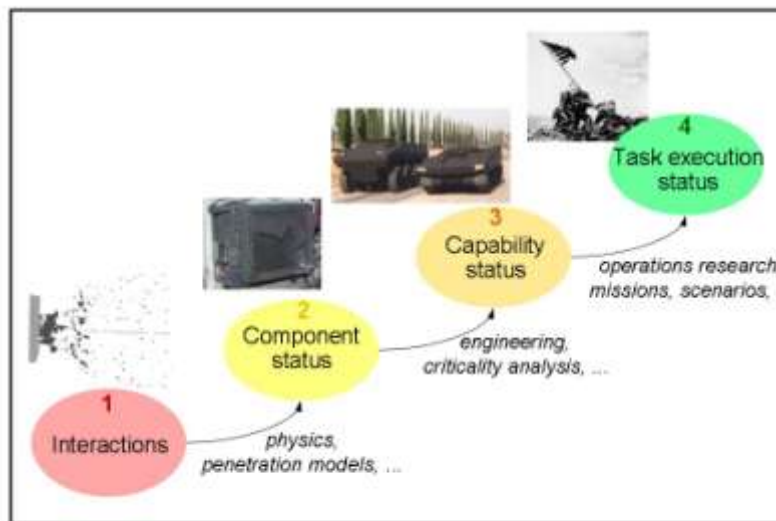 1
Interactions
physics,
penetration models, ...
2
Component
status
engineering,
criticality analysis, ...
3
Capability
status
operations research
missions, scenarios,
4
Task execution
status